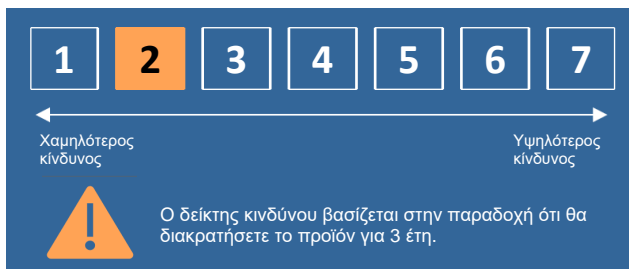 1 2 3 4 5 6 7
Χαμηλότερος Υψηλότερος
κίνδυνος κίνδυνος
Ο δείκτης κινδύνου βασίζεται στην παραδοχή ότι θα
διακρατήσετε το προϊόν για 3 έτη.